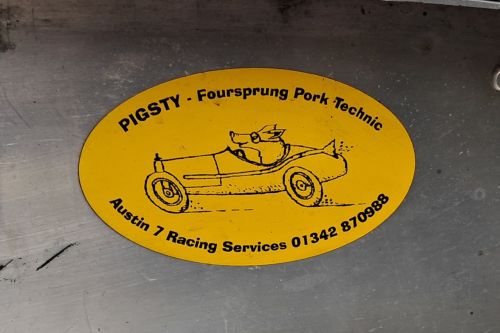 PIGSTY - Foursprung Pork Technic
Austin 7 Racing Services 01342 870988